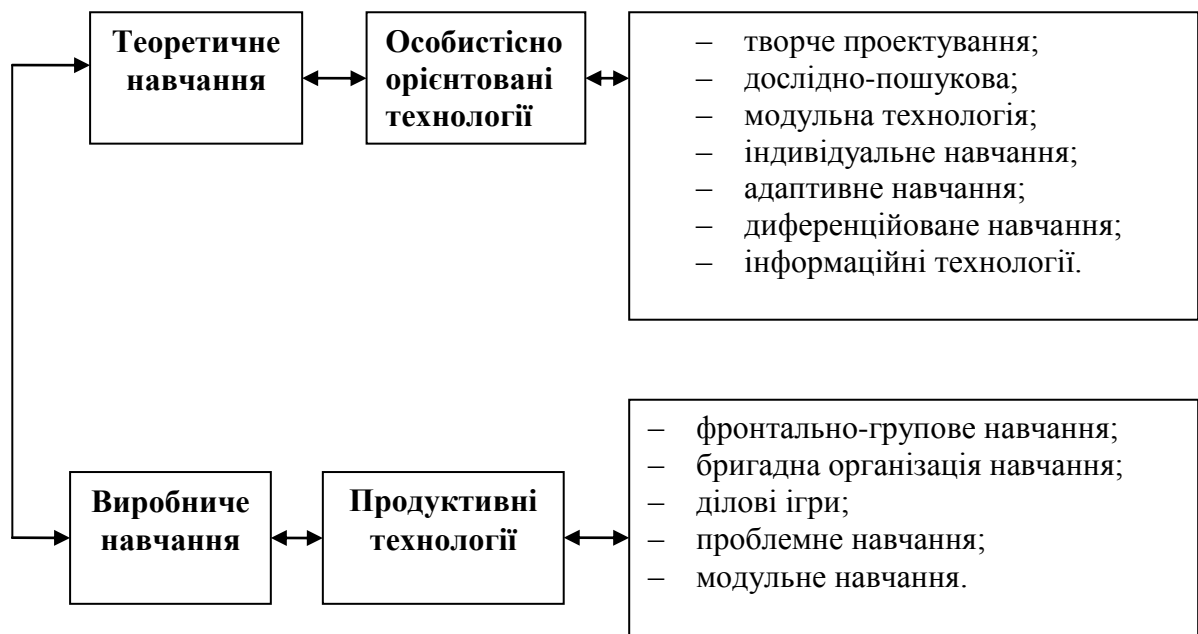 Теоретичне
навчання
Особистісно
орієнтовані
технології
– творче проектування;
– дослідно-пошукова;
– модульна технологія;
– індивідуальне навчання;
– адаптивне навчання;
– диференційоване навчання;
– інформаційні технології.
Виробниче
навчання
Продуктивні
технології
– фронтально-групове навчання;
– бригадна організація навчання;
– ділові ігри;
– проблемне навчання;
– модульне навчання.